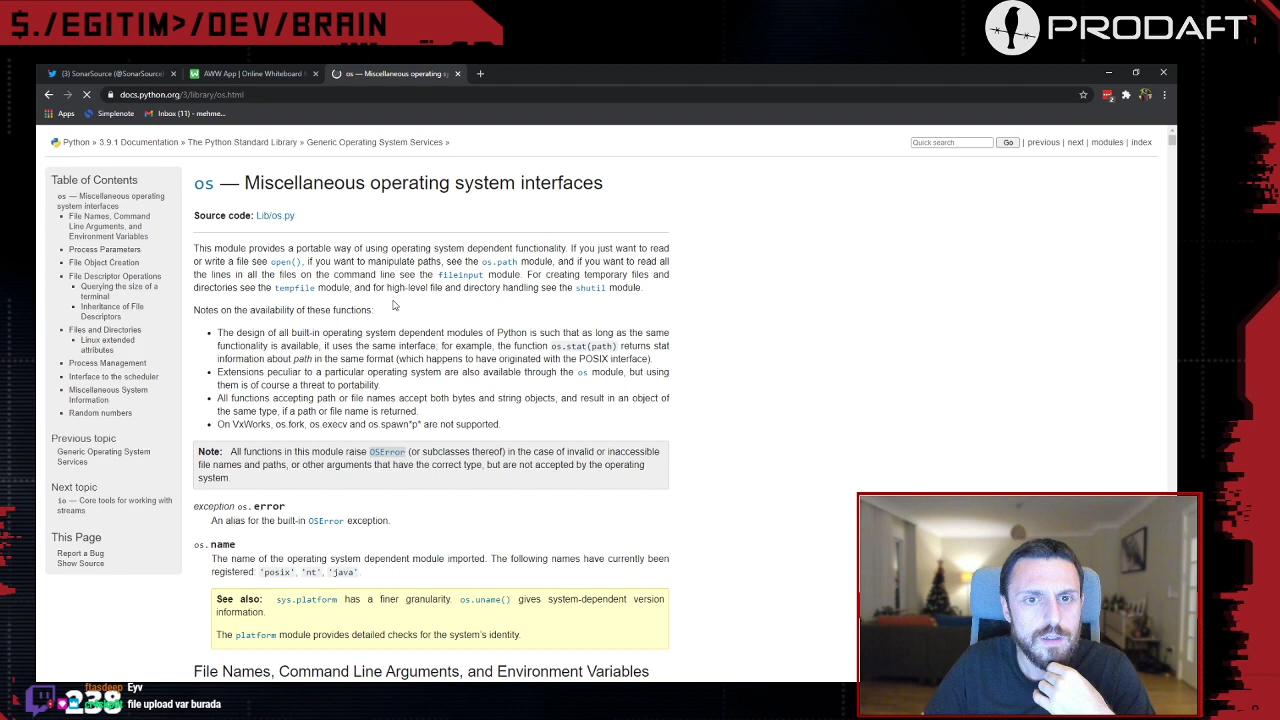 $./EGITIM>/DEV/BRAIN
PRODAFT
(3) SonarSource (@SonarSource)
AWW App | Online Whiteboard
os — Miscellaneous operating sy
docs.python.org/3/library/os.html
Apps
Simplenote
Inbox (11) - mehme...
Python » 3.9.1 Documentation » The Python Standard Library » Generic Operating System Services »
Quick search
Go
| previous | next | modules | index
Table of Contents
os — Miscellaneous operating system interfaces
File Names, Command Line Arguments, and Environment Variables
Process Parameters
File Object Creation
File Descriptor Operations
Querying the size of a terminal
Inheritance of File Descriptors
Files and Directories
Linux extended attributes
Process Management
Interface to the scheduler
Miscellaneous System Information
Random numbers
Previous topic
Generic Operating System Services
Next topic
io — Core tools for working with streams
This Page
Report a Bug
Show Source
os — Miscellaneous operating system interfaces
Source code: Lib/os.py
This module provides a portable way of using operating system dependent functionality. If you just want to read
or write a file see open(), if you want to manipulate paths, see the os.path module, and if you want to read all
the lines in all the files on the command line see the fileinput module. For creating temporary files and
directories see the tempfile module, and for high-level file and directory handling see the shutil module.
Notes on the availability of these functions:
• The design of all built-in operating system dependent modules of Python is such that as long as the same
functionality is available, it uses the same interface; for example, the function os.stat(path) returns stat
information about path in the same format (which happens to have originated with the POSIX interface).
• Extensions peculiar to a particular operating system are also available through the os module, but using
them is of course a threat to portability.
• All functions accepting path or file names accept both bytes and string objects, and result in an object of
the same type, if a path or file name is returned.
• On VxWorks, os.fork, os.execv and os.spawn*p* are not supported.
Note: All functions in this module raise OSError (or subclasses thereof) in the case of invalid or inaccessible
file names and paths, or other arguments that have the correct type, but are not accepted by the operating
system.
exception os.error
An alias for the built-in OSError exception.
os.name
The name of the operating system dependent module imported. The following names have currently been
registered: 'posix', 'nt', 'java'.
See also: sys.platform has a finer granularity. os.uname() gives system-dependent version
information.
The platform module provides detailed checks for the system's identity.
File Names, Command Line Arguments, and Environment Variables
238
ftasdeep Eyv
file upload var burada